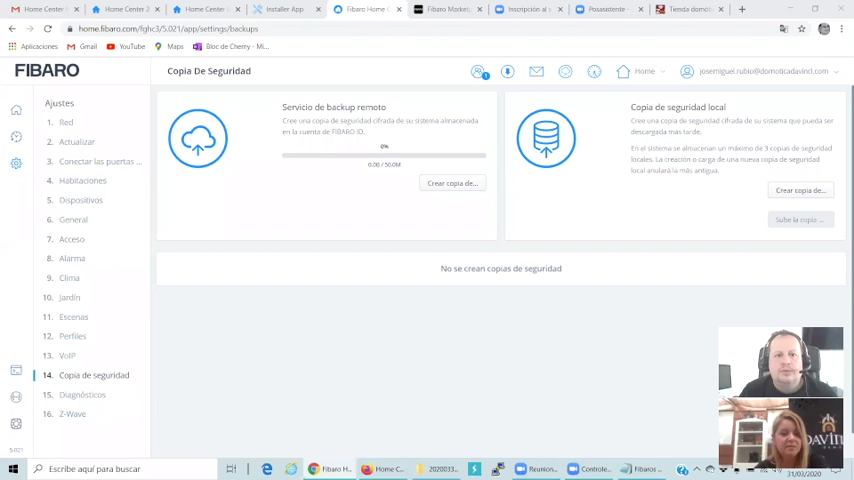 Home Center
Home Center 2
Home Center
Installer App
Fibaro Home C
Fibaro Market
Inscripción al s
Posasistente -
Tienda domot
home.fibaro.com/fghc3/5.021/app/settings/backups
Aplicaciones
Gmail
YouTube
Maps
Bloc de Cherry - Mi...
FIBARO
Copia De Seguridad
1
Home
josemiguel.rubio@domoticadavinci.com
Ajustes
1. Red
2. Actualizar
3. Conectar las puertas ...
4. Habitaciones
5. Dispositivos
6. General
7. Acceso
8. Alarma
9. Clima
10. Jardín
11. Escenas
12. Perfiles
13. VoIP
14. Copia de seguridad
15. Diagnósticos
16. Z-Wave
5.021
Servicio de backup remoto
Cree una copia de seguridad cifrada de su sistema almacenada
en la cuenta de FIBARO ID.
0%
0.0B / 50.0M
Crear copia de...
Copia de seguridad local
Cree una copia de seguridad cifrada de su sistema que pueda ser
descargada más tarde.
En el sistema se almacenan un máximo de 3 copias de seguridad
locales. La creación o carga de una nueva copia de seguridad
local anulará la más antigua.
Crear copia de...
Sube la copia ...
No se crean copias de seguridad
Escribe aquí para buscar
Fibaro H...
Home C...
2020033...
Reunion...
Controle...
Fibaros ...
31/03/2020